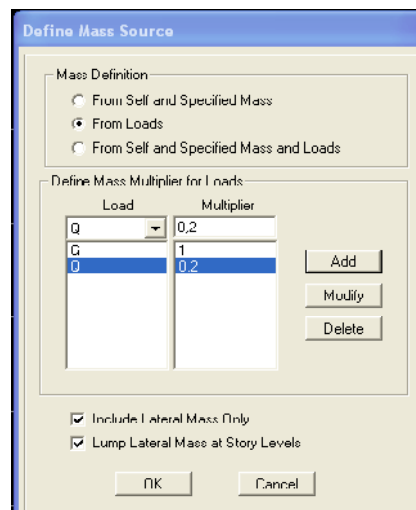 Define Mass Source
Mass Definition
From Self and Specified Mass
From Loads
From Self and Specified Mass and Loads
Define Mass Multiplier for Loads
Load Multiplier
Q 0,2
G 1
Q 0.2
Add
Modify
Delete
Include Lateral Mass Only
Lump Lateral Mass at Story Levels
OK Cancel